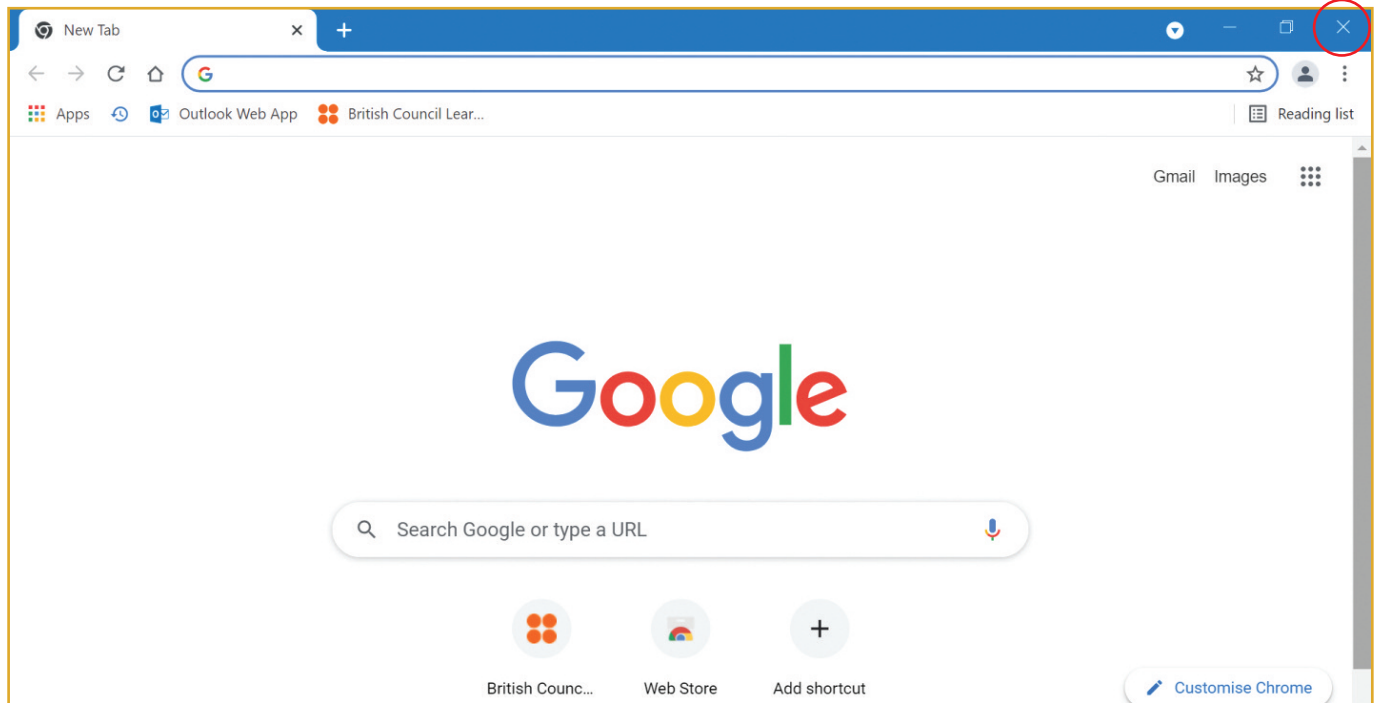 New Tab
Apps Outlook Web App British Council Lear... Reading list
Gmail Images
Google
Search Google or type a URL
British Counc... Web Store Add shortcut
Customise Chrome